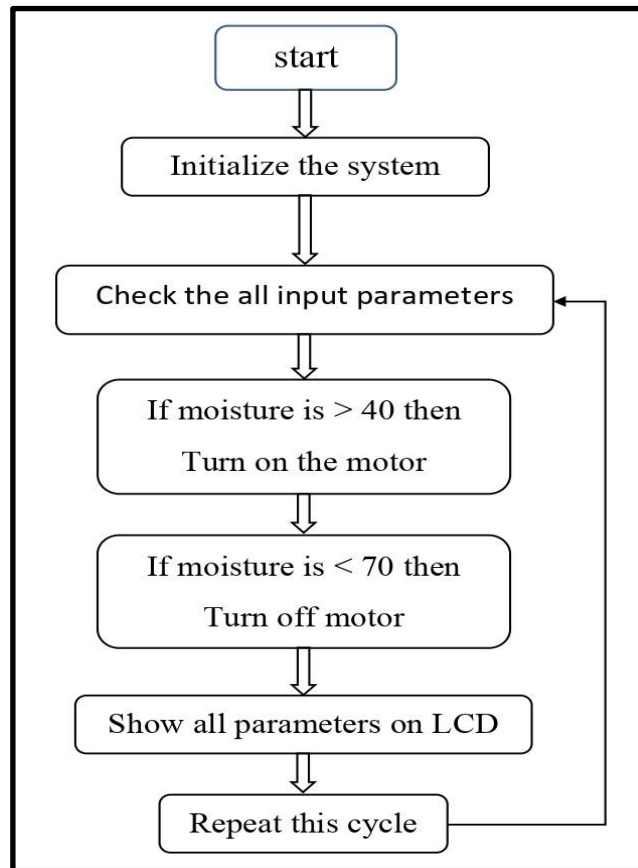 start
Initialize the system
Check the all input parameters
If moisture is > 40 then
Turn on the motor
If moisture is < 70 then
Turn off motor
Show all parameters on LCD
Repeat this cycle